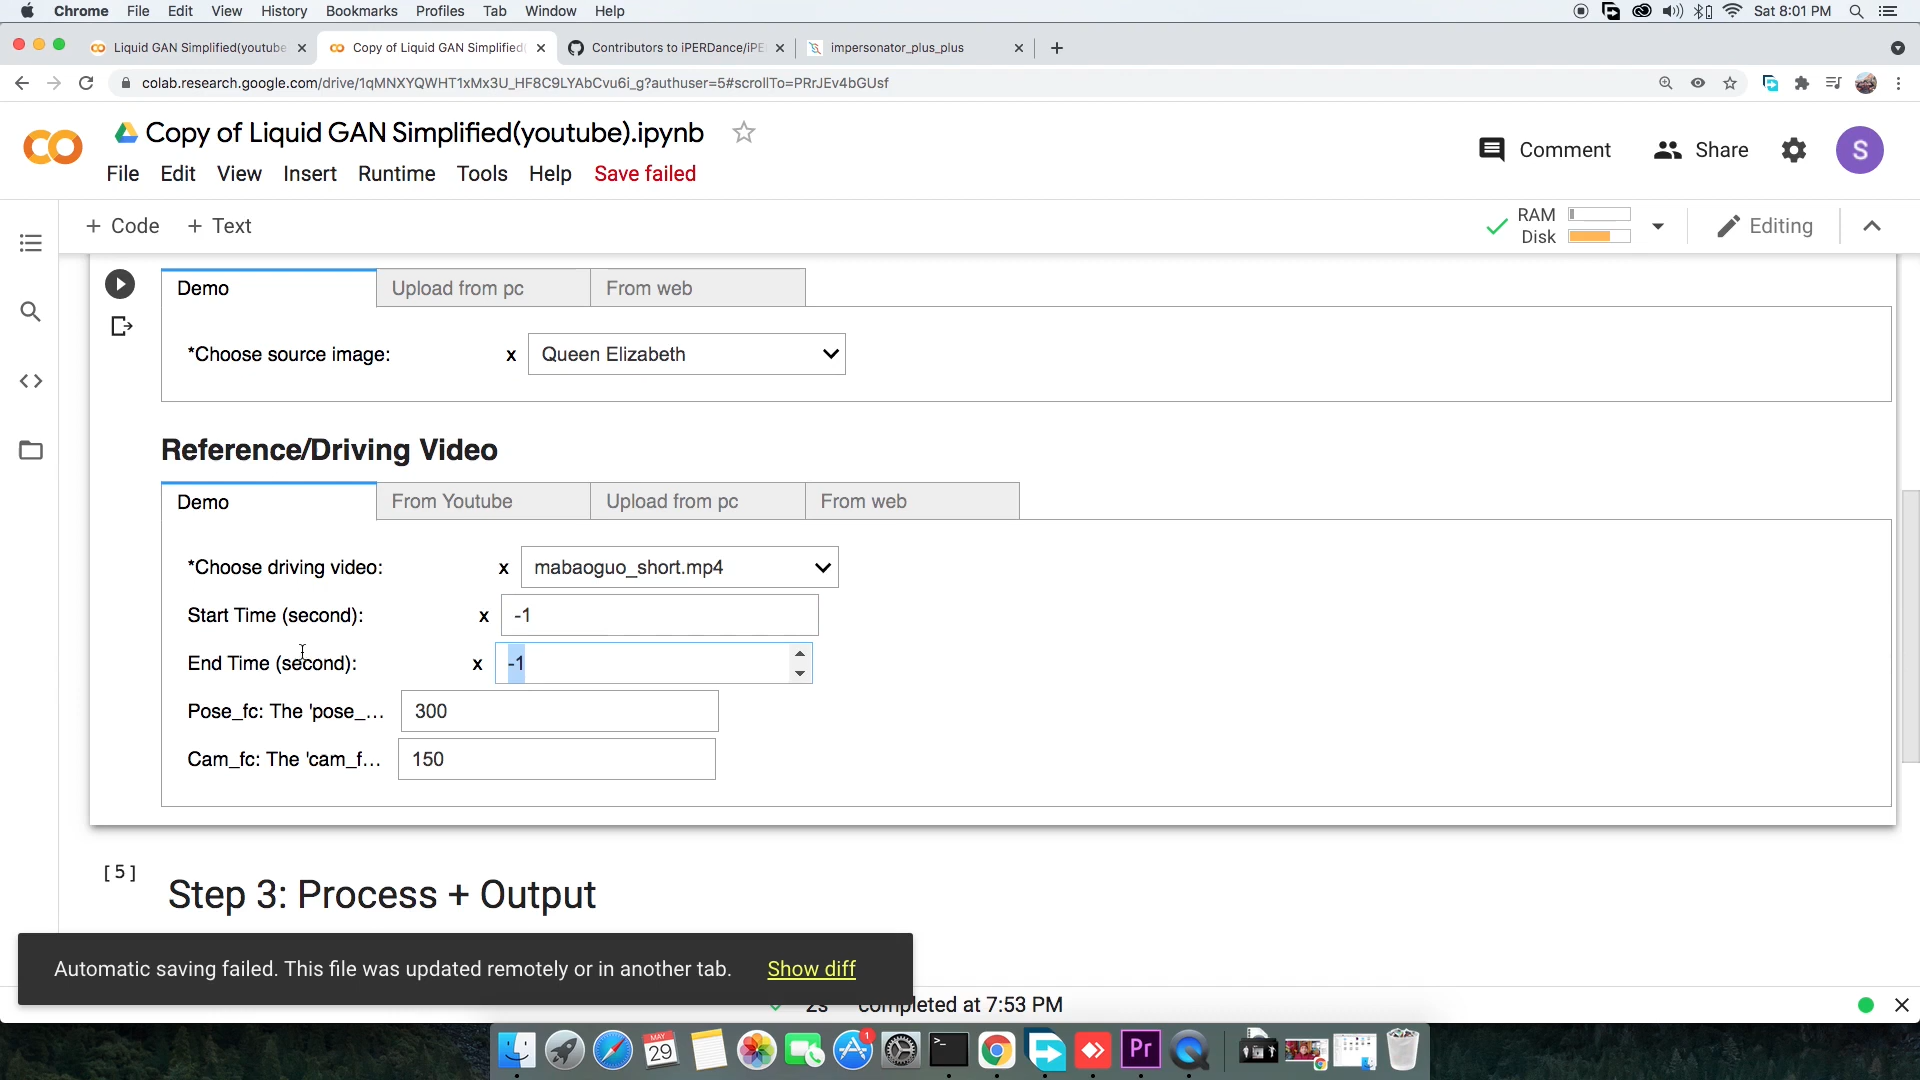 Chrome File Edit View History Bookmarks Profiles Tab Window Help Sat 8:01 PM
Liquid GAN Simplified(youtube Copy of Liquid GAN Simplified( Contributors to iPERDance/iPE impersonator_plus_plus
colab.research.google.com/drive/1qMNXYQWHT1xMx3U_HF8C9LYAbCvu6i_g?authuser=5#scrollTo=PRrJEv4bGUsf
Copy of Liquid GAN Simplified(youtube).ipynb
Comment Share S
File Edit View Insert Runtime Tools Help Save failed
+ Code + Text RAM Disk Editing
Demo Upload from pc From web
*Choose source image: x Queen Elizabeth
Reference/Driving Video
Demo From Youtube Upload from pc From web
*Choose driving video: x mabaoguo_short.mp4
Start Time (second): x -1
End Time (second): x -1
Pose_fc: The 'pose_... 300
Cam_fc: The 'cam_f... 150
[5]
Step 3: Process + Output
Automatic saving failed. This file was updated remotely or in another tab. Show diff
2s completed at 7:53 PM
MAY
29
1
Pr